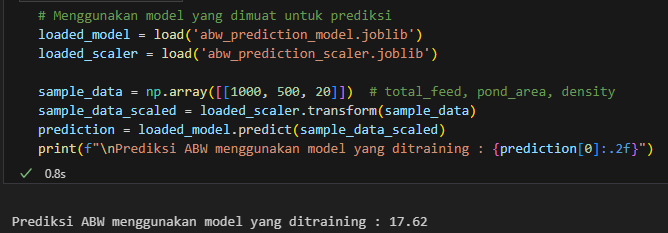 # Menggunakan model yang dimuat untuk prediksi
loaded_model = load('abw_prediction_model.joblib')
loaded_scaler = load('abw_prediction_scaler.joblib')
sample_data = np.array([[1000, 500, 20]])  # total_feed, pond_area, density
sample_data_scaled = loaded_scaler.transform(sample_data)
prediction = loaded_model.predict(sample_data_scaled)
print(f"\nPrediksi ABW menggunakan model yang ditraining : {prediction[0]:.2f}")
0.8s
Prediksi ABW menggunakan model yang ditraining : 17.62